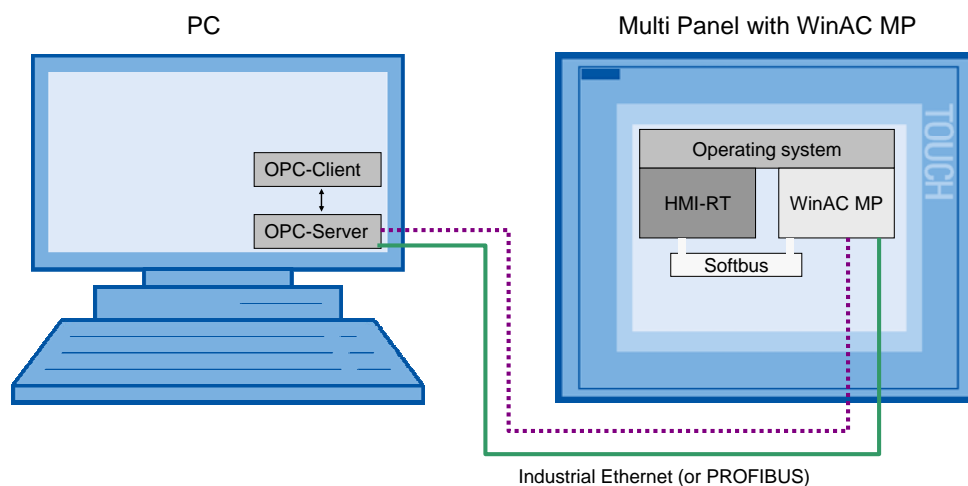 PC
Multi Panel with WinAC MP
TOUCH
Operating system
OPC-Client
HMI-RT
WinAC MP
OPC-Server
Softbus
Industrial Ethernet (or PROFIBUS)